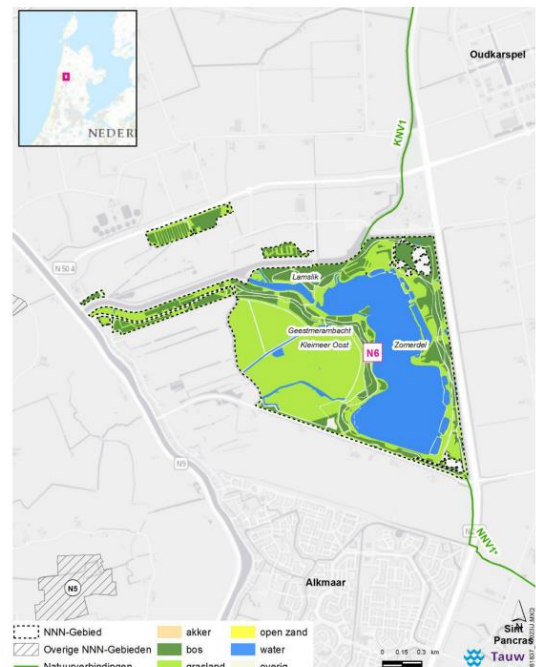 NEDER
Oudkarspel
KNV1
N 504
Lamslik
Geestmerambacht
Kleimeer Oost
N6
Zomerdel
N9
NNV1*
N5
Alkmaar
Sint
Pancras
NNN-Gebied
Overige NNN-Gebieden
Natuurverbindingen
akker
bos
grasland
open zand
water
overig
0 0.15 0.3 km
Tauw